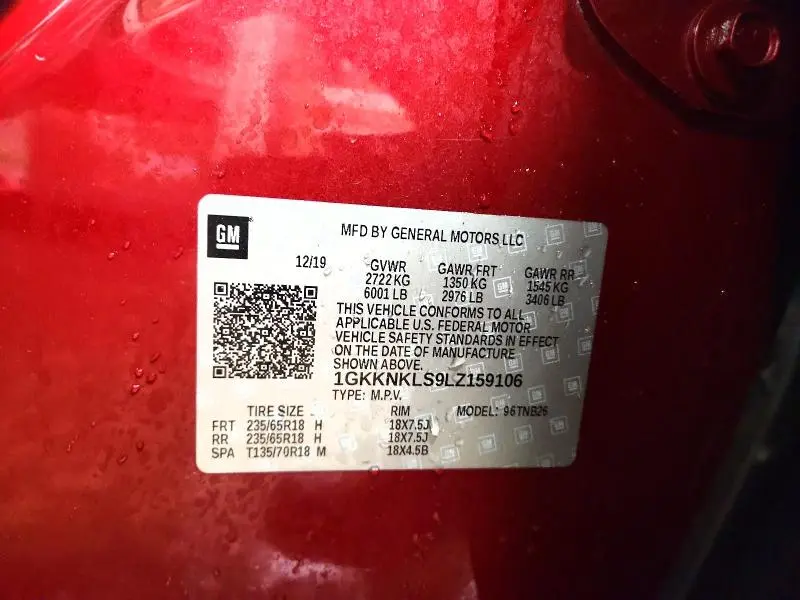 GM
MFD BY GENERAL MOTORS LLC
12/19
GVWR GAWR FRT GAWR RR
2722 KG 1350 KG 1545 KG
6001 LB 2976 LB 3406 LB
THIS VEHICLE CONFORMS TO ALL
APPLICABLE U.S. FEDERAL MOTOR
VEHICLE SAFETY STANDARDS IN EFFECT
ON THE DATE OF MANUFACTURE
SHOWN ABOVE.
1GKKNKLS9LZ159106
TYPE: M.P.V.
TIRE SIZE RIM MODEL: 96TNB26
FRT 235/65R18 H 18X7.5J
RR 235/65R18 H 18X7.5J
SPA T135/70R18 M 18X4.5B